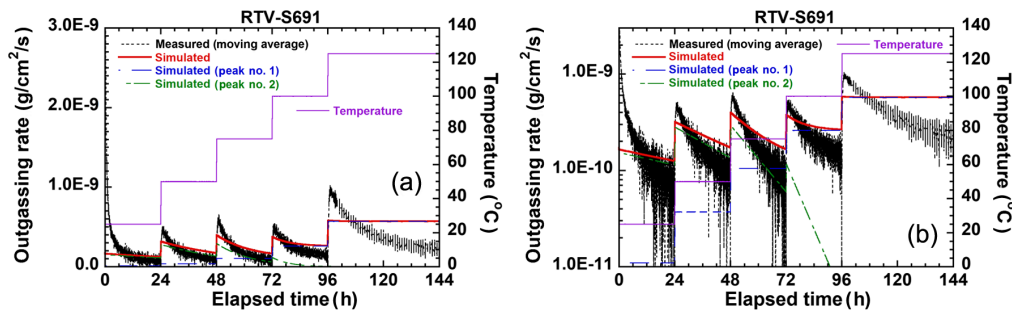 RTV-S691
3.0E-9
2.0E-9
1.0E-9
0.0
Outgassing rate (g/cm2/s)
140
120
100
80
60
40
20
0
Temperature (°C)
Measured (moving average)
Simulated
Simulated (peak no. 1)
Simulated (peak no. 2)
Temperature
(a)
0 24 48 72 96 120 144
Elapsed time (h)
RTV-S691
1.0E-9
1.0E-10
1.0E-11
Outgassing rate (g/cm2/s)
140
120
100
80
60
40
20
0
Temperature (°C)
Measured (moving average)
Temperature
Simulated
Simulated (peak no. 1)
Simulated (peak no. 2)
(b)
0 24 48 72 96 120 144
Elapsed time (h)